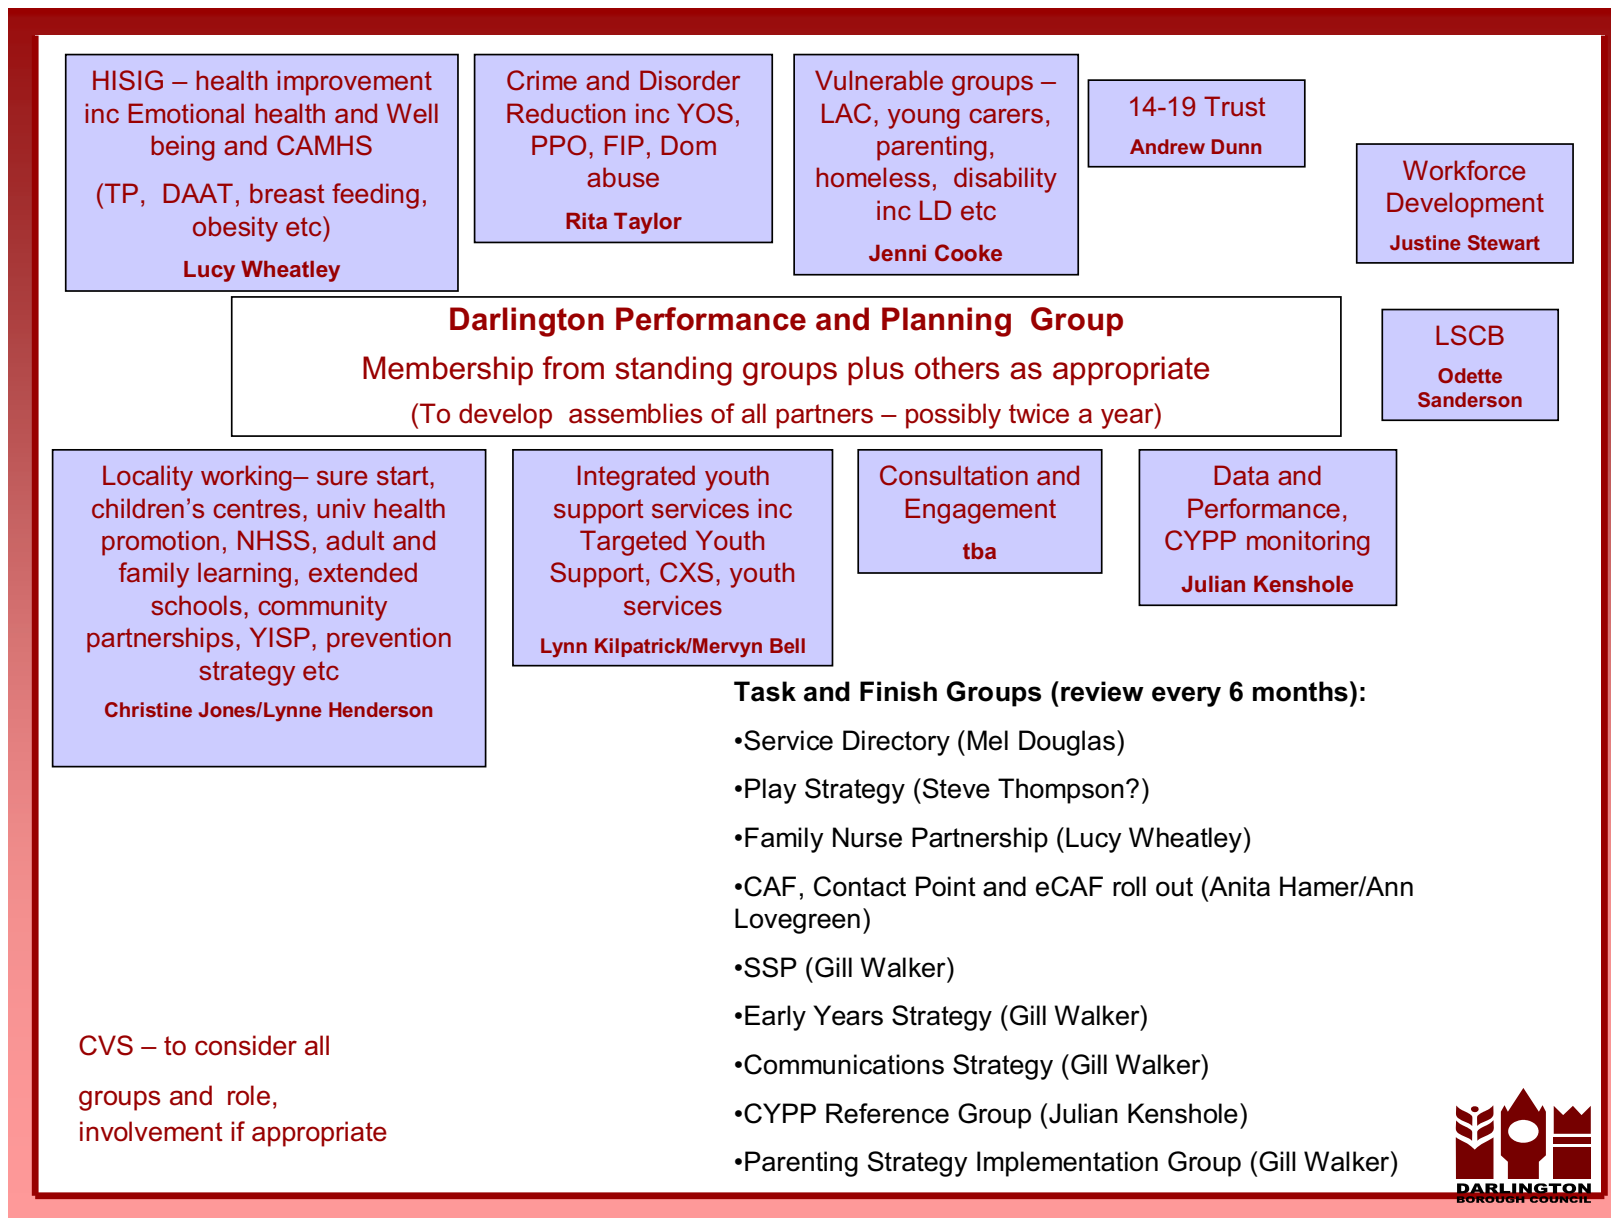 HISIG – health improvement
inc Emotional health and Well
being and CAMHS
(TP, DAAT, breast feeding,
obesity etc)
Lucy Wheatley
Crime and Disorder
Reduction inc YOS,
PPO, FIP, Dom
abuse
Rita Taylor
Vulnerable groups –
LAC, young carers,
parenting,
homeless, disability
inc LD etc
Jenni Cooke
14-19 Trust
Andrew Dunn
Workforce
Development
Justine Stewart
Darlington Performance and Planning Group
Membership from standing groups plus others as appropriate
(To develop assemblies of all partners – possibly twice a year)
LSCB
Odette
Sanderson
Locality working– sure start,
children’s centres, univ health
promotion, NHSS, adult and
family learning, extended
schools, community
partnerships, YISP, prevention
strategy etc
Christine Jones/Lynne Henderson
Integrated youth
support services inc
Targeted Youth
Support, CXS, youth
services
Lynn Kilpatrick/Mervyn Bell
Consultation and
Engagement
tba
Data and
Performance,
CYPP monitoring
Julian Kenshole
Task and Finish Groups (review every 6 months):
•Service Directory (Mel Douglas)
•Play Strategy (Steve Thompson?)
•Family Nurse Partnership (Lucy Wheatley)
•CAF, Contact Point and eCAF roll out (Anita Hamer/Ann
Lovegreen)
•SSP (Gill Walker)
•Early Years Strategy (Gill Walker)
•Communications Strategy (Gill Walker)
•CYPP Reference Group (Julian Kenshole)
•Parenting Strategy Implementation Group (Gill Walker)
CVS – to consider all
groups and role,
involvement if appropriate
DARLINGTON
BOROUGH COUNCIL